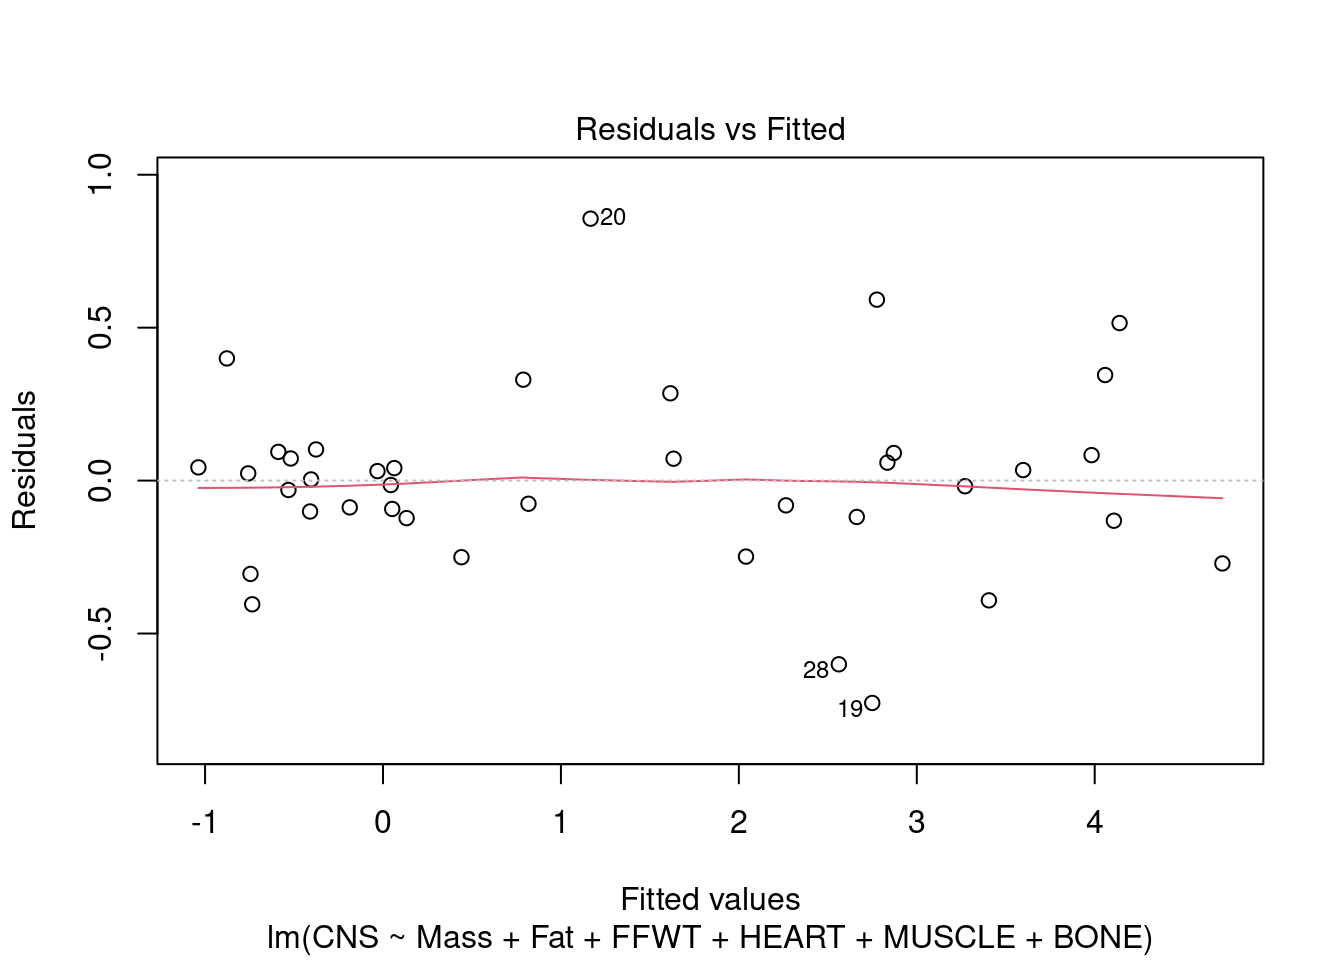 Residuals vs Fitted
1.0
0.5
0.0
-0.5
Residuals
20
28
19
-1 0 1 2 3 4
Fitted values
lm(CNS ~ Mass + Fat + FFWT + HEART + MUSCLE + BONE)